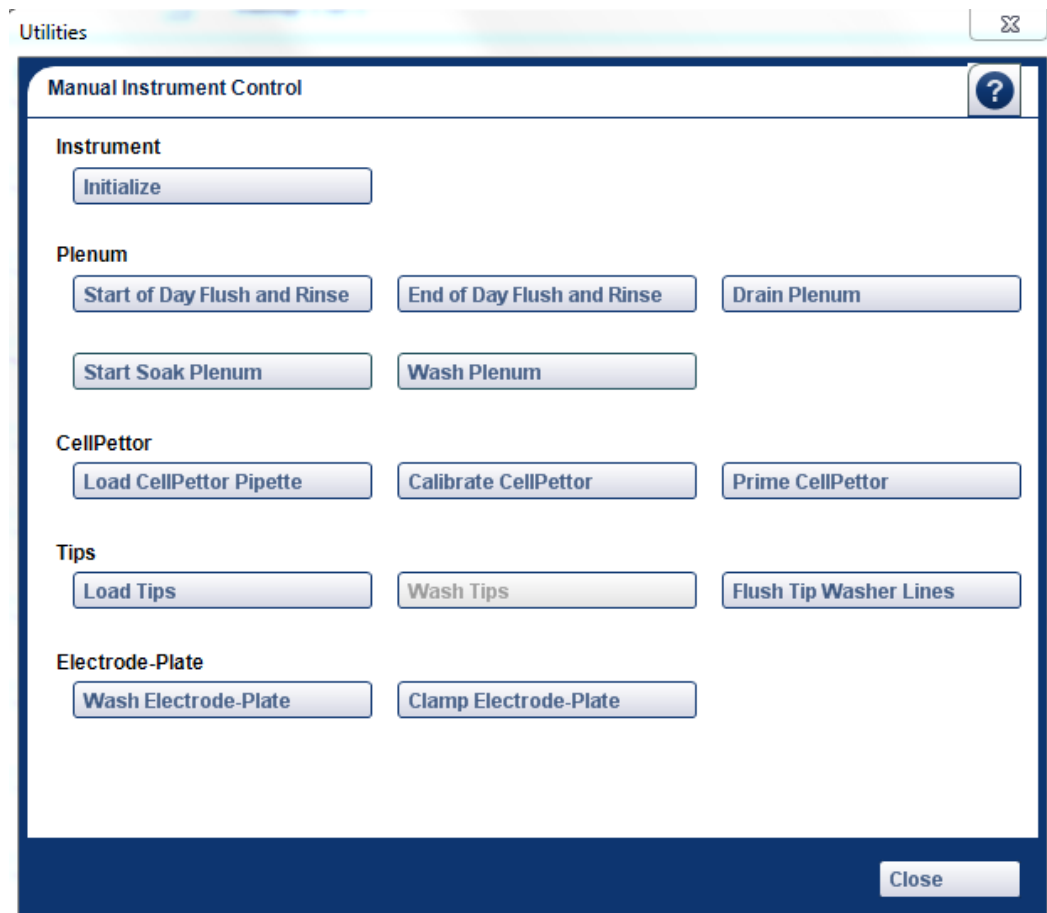 Utilities
Manual Instrument Control
?
Instrument
Initialize
Plenum
Start of Day Flush and Rinse
End of Day Flush and Rinse
Drain Plenum
Start Soak Plenum
Wash Plenum
CellPettor
Load CellPettor Pipette
Calibrate CellPettor
Prime CellPettor
Tips
Load Tips
Wash Tips
Flush Tip Washer Lines
Electrode-Plate
Wash Electrode-Plate
Clamp Electrode-Plate
Close